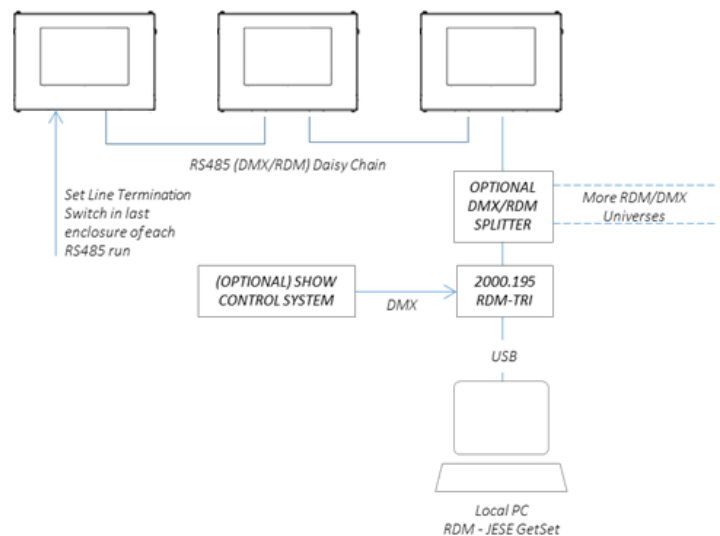 RS485 (DMX/RDM) Daisy Chain
Set Line Termination
Switch in last
enclosure of each
RS485 run
OPTIONAL
DMX/RDM
SPLITTER
More RDM/DMX
Universes
(OPTIONAL) SHOW
CONTROL SYSTEM
DMX
2000.195
RDM-TRI
USB
Local PC
RDM - JESE GetSet